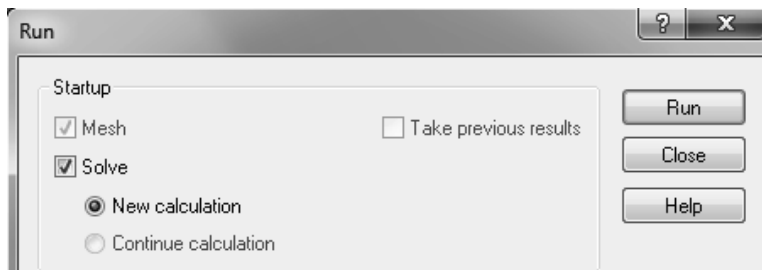 Run
? x
Startup
Mesh
Take previous results
Solve
New calculation
Continue calculation
Run
Close
Help